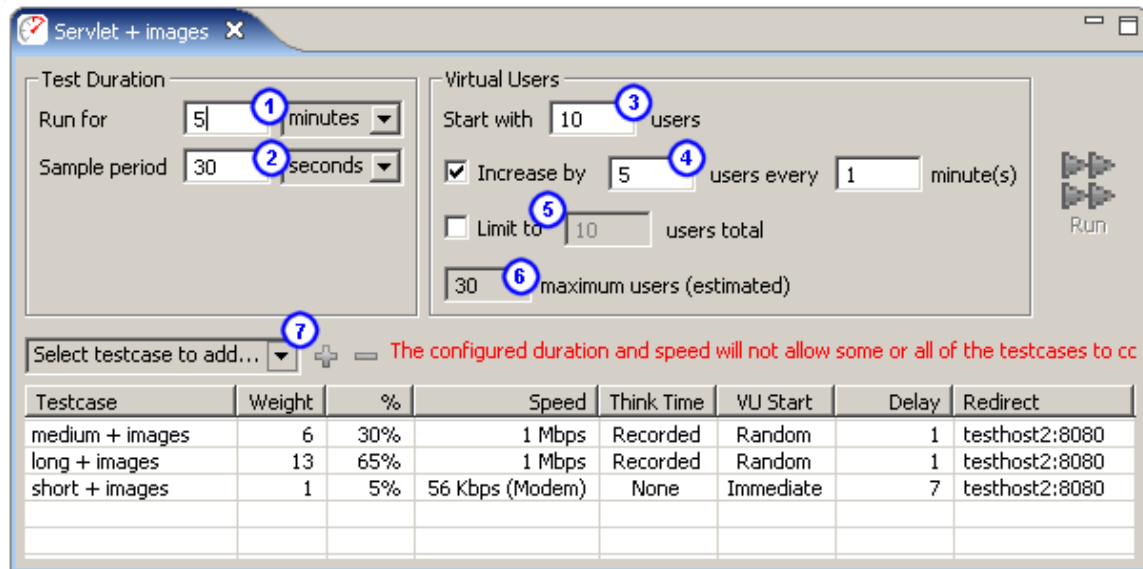 Servlet + images
Test Duration
Run for 5 1 minutes
Sample period 30 2 seconds
Virtual Users
Start with 10 3 users
Increase by 5 4 users every 1 minute(s)
Limit to 5 10 users total
30 6 maximum users (estimated)
Run
7
Select testcase to add... The configured duration and speed will not allow some or all of the testcases to
Testcase Weight % Speed Think Time VU Start Delay Redirect
medium + images 6 30% 1 Mbps Recorded Random 1 testhost2:8080
long + images 13 65% 1 Mbps Recorded Random 1 testhost2:8080
short + images 1 5% 56 Kbps (Modem) None Immediate 7 testhost2:8080